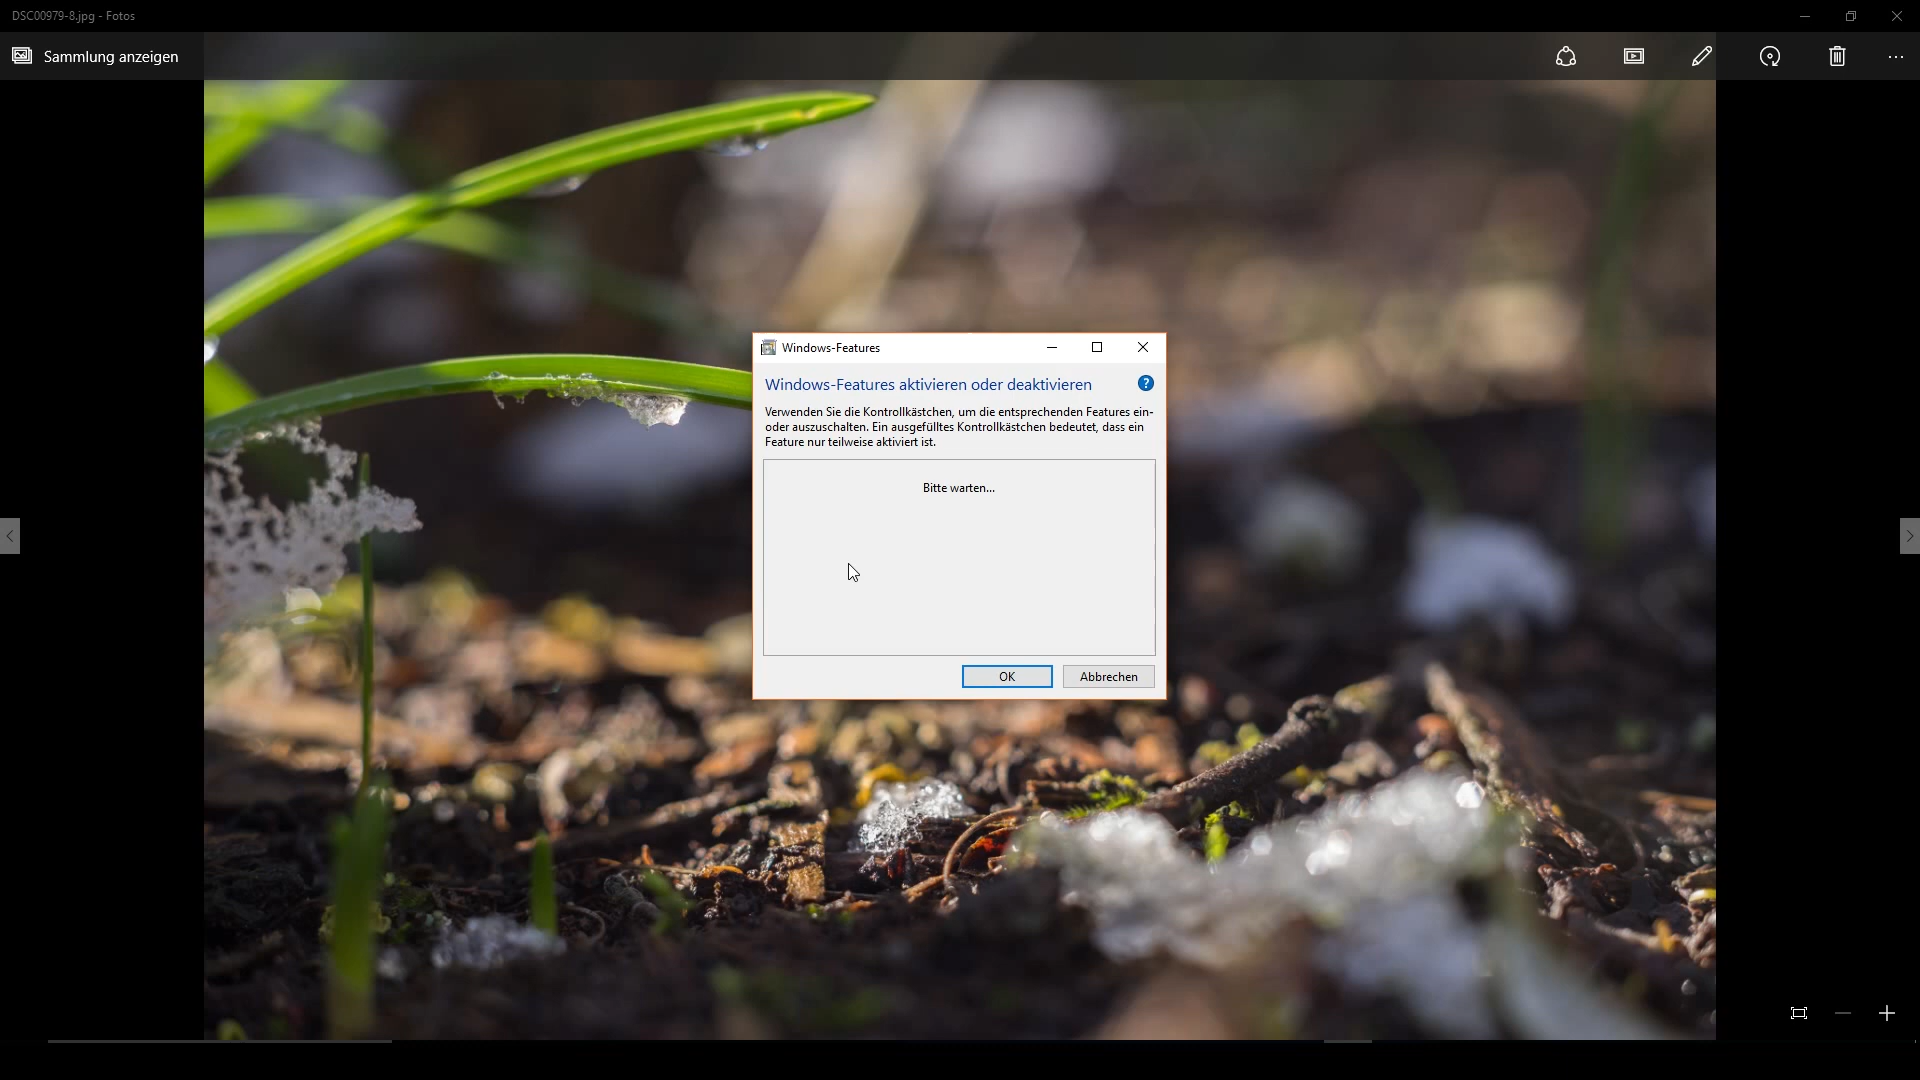 DSC00979-8.jpg - Fotos
Sammlung anzeigen
Windows-Features
Windows-Features aktivieren oder deaktivieren
Verwenden Sie die Kontrollkästchen, um die entsprechenden Features ein-
oder auszuschalten. Ein ausgefülltes Kontrollkästchen bedeutet, dass ein
Feature nur teilweise aktiviert ist.
Bitte warten...
OK
Abbrechen